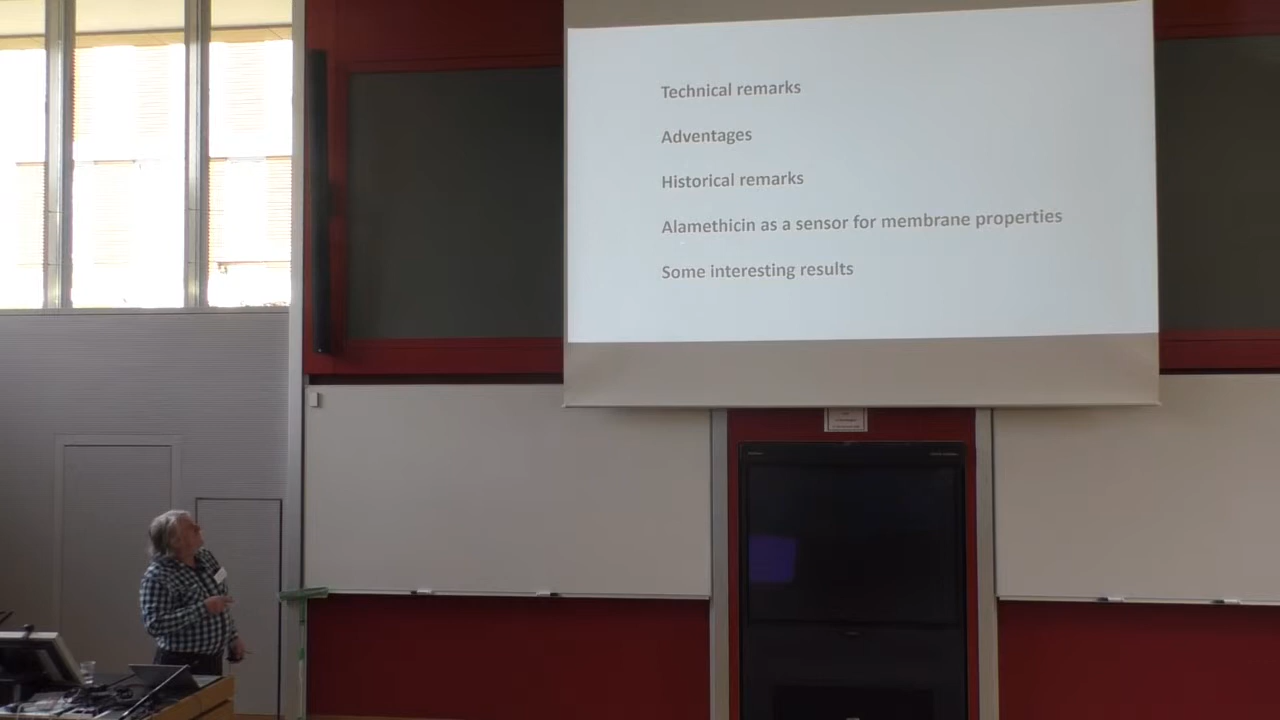 Technical remarks
Adventages
Historical remarks
Alamethicin as a sensor for membrane properties
Some interesting results